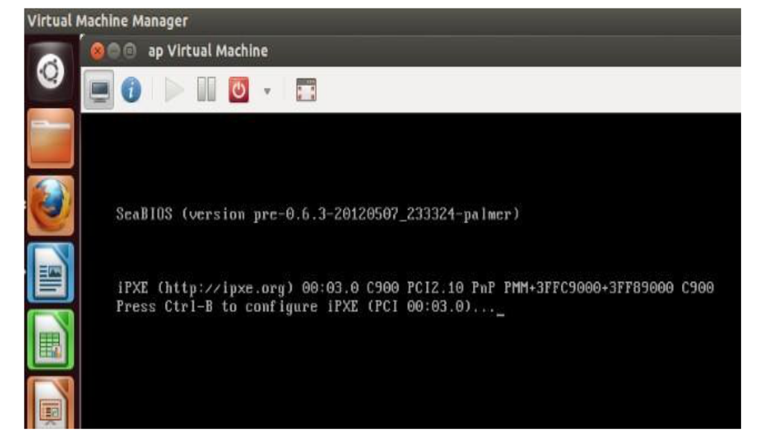 Virtual Machine Manager
ap Virtual Machine
SeaBIOS (version pre-0.6.3-20120507_233324-palmer)
iPXE (http://ipxe.org) 00:03.0 C900 PCI2.10 PnP PMM+3FFC9000+3FF89000 C900
Press Ctrl-B to configure iPXE (PCI 00:03.0)..._